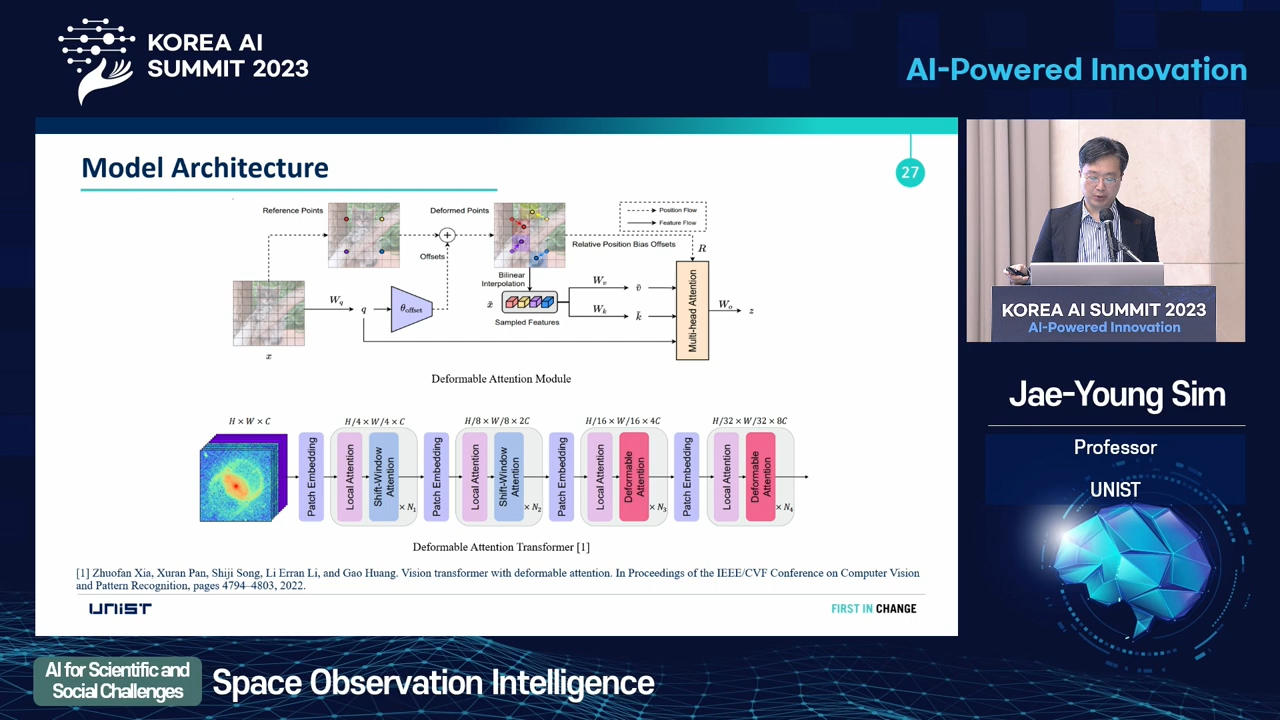 KOREA AI
SUMMIT 2023
AI-Powered Innovation
Model Architecture
27
Reference Points
Deformed Points
Position Flow
Feature Flow
Relative Position Bias Offsets
R
Offsets
Bilinear
Interpolation
W_q
q
θ_offset
x̃
Sampled Features
W_v
ṽ
W_k
k̃
Multi-head Attention
W_o
z
x
Deformable Attention Module
H × W × C
H/4 × W/4 × C
H/8 × W/8 × 2C
H/16 × W/16 × 4C
H/32 × W/32 × 8C
Patch Embedding
Local Attention
Shift-Window
Attention
× N₁
Patch Embedding
Local Attention
Shift-Window
Attention
× N₂
Patch Embedding
Local Attention
Deformable
Attention
× N₃
Patch Embedding
Local Attention
Deformable
Attention
× N₄
Deformable Attention Transformer [1]
[1] Zhuofan Xia, Xuran Pan, Shiji Song, Li Erran Li, and Gao Huang. Vision transformer with deformable attention. In Proceedings of the IEEE/CVF Conference on Computer Vision
and Pattern Recognition, pages 4794–4803, 2022.
UNIST
FIRST IN CHANGE
KOREA AI SUMMIT 2023
AI-Powered Innovation
Jae-Young Sim
Professor
UNIST
AI for Scientific and
Social Challenges
Space Observation Intelligence